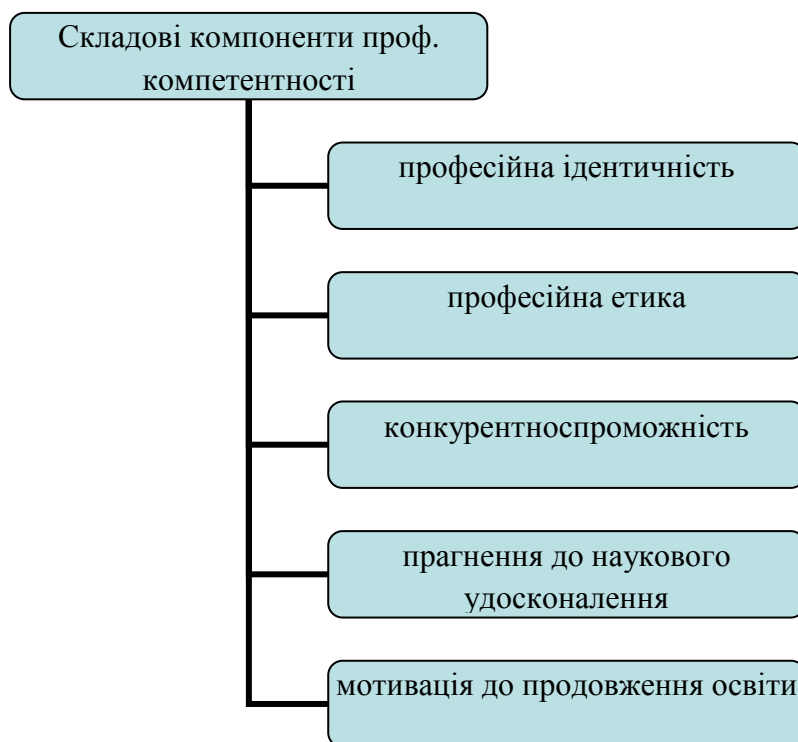 Складові компоненти проф.
компетентності
професійна ідентичність
професійна етика
конкурентноспроможність
прагнення до наукового
удосконалення
мотивація до продовження освіти